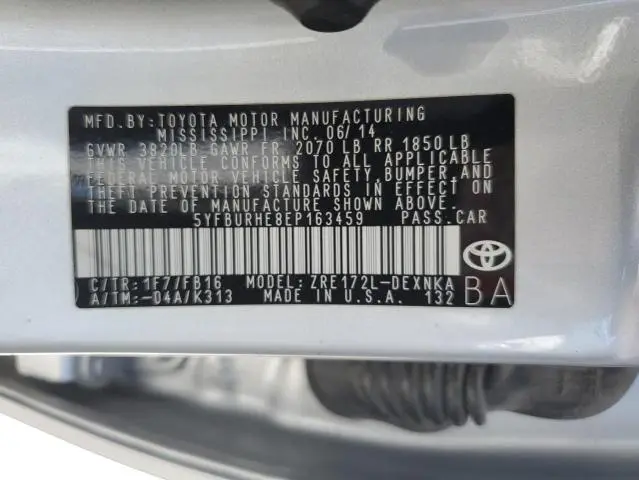 MFD.BY:TOYOTA MOTOR MANUFACTURING
MISSISSIPPI, INC. 06/14
GVWR 3820LB GAWR FR 2070 LB RR 1850LB
THIS VEHICLE CONFORMS TO ALL APPLICABLE
FEDERAL MOTOR VEHICLE SAFETY, BUMPER, AND
THEFT PREVENTION STANDARDS IN EFFECT ON
THE DATE OF MANUFACTURE SHOWN ABOVE.
5YFBURHE8EP163459 PASS.CAR
C/TR:1F7/FB16 MODEL: ZRE172L-DEXNKA
A/TM:-04A/K313 MADE IN U.S.A. 132
BA